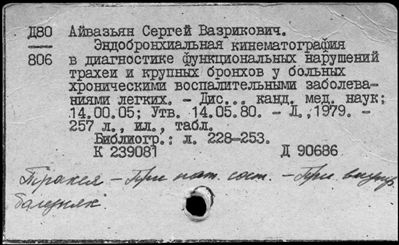 Д80 Айвазьян Сергей Вазрикович.
Эндобронхиальная кинематография
806 в диагностике функциональных нарушений
трахеи и крупных бронхов у больных
хроническими воспалительными заболева-
ниями легких. - Дис... канд. мед. наук;
14.00.05; Утв. 14.05.80. - Л.,1979. -
257 л., ил., табл.
Библиогр.: л. 228-253.
К 239081 Д 90686
Трахея - При пат. сост. - При внутр.
болезнях